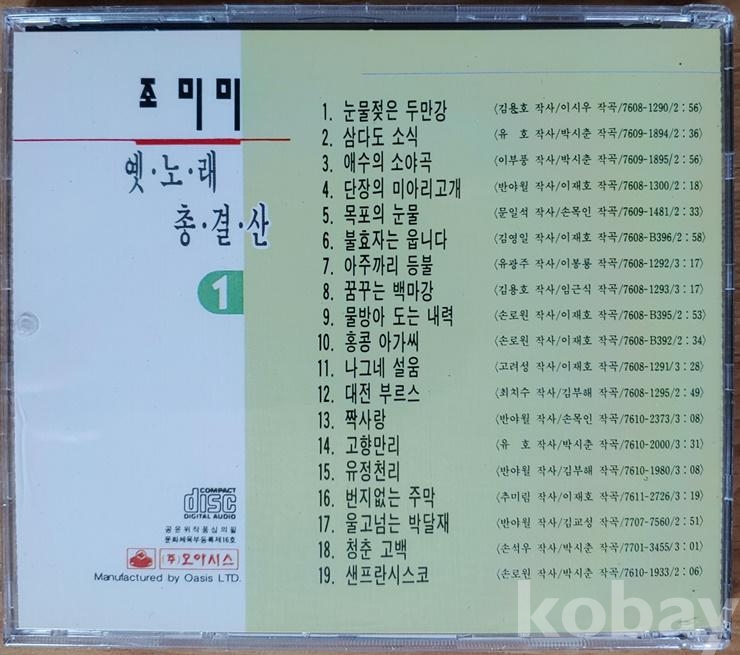 조 미 미
옛·노·래
총·결·산
1
1. 눈물젖은 두만강 〈김용호 작사/이시우 작곡/7608-1290/2:56〉
2. 삼다도 소식 〈유 호 작사/박시춘 작곡/7609-1894/2:36〉
3. 애수의 소야곡 〈이부풍 작사/박시춘 작곡/7609-1895/2:56〉
4. 단장의 미아리고개 〈반야월 작사/이재호 작곡/7608-1300/2:18〉
5. 목포의 눈물 〈문일석 작사/손목인 작곡/7609-1481/2:33〉
6. 불효자는 웁니다 〈김영일 작사/이재호 작곡/7608-B396/2:58〉
7. 아주까리 등불 〈유광주 작사/이봉룡 작곡/7608-1292/3:17〉
8. 꿈꾸는 백마강 〈김용호 작사/임근식 작곡/7608-1293/3:17〉
9. 물방아 도는 내력 〈손로원 작사/이재호 작곡/7608-B395/2:53〉
10. 홍콩 아가씨 〈손로원 작사/이재호 작곡/7608-B392/2:34〉
11. 나그네 설움 〈고려성 작사/이재호 작곡/7608-1291/3:28〉
12. 대전 부르스 〈최치수 작사/김부해 작곡/7608-1295/2:49〉
13. 짝사랑 〈반야월 작사/손목인 작곡/7610-2373/3:08〉
14. 고향만리 〈유 호 작사/박시춘 작곡/7610-2000/3:31〉
15. 유정천리 〈반야월 작사/김부해 작곡/7610-1980/3:08〉
16. 번지없는 주막 〈추미림 작사/이재호 작곡/7611-2726/3:19〉
17. 울고넘는 박달재 〈반야월 작사/김교성 작곡/7707-7560/2:51〉
18. 청춘 고백 〈손석우 작사/박시춘 작곡/7701-3455/3:01〉
19. 샌프란시스코 〈손로원 작사/박시춘 작곡/7610-1933/2:06〉
COMPACT
disc
DIGITAL AUDIO
공윤위작품심의필
문화체육부등록제16호
(주)오아시스
Manufactured by Oasis LTD.
kobay